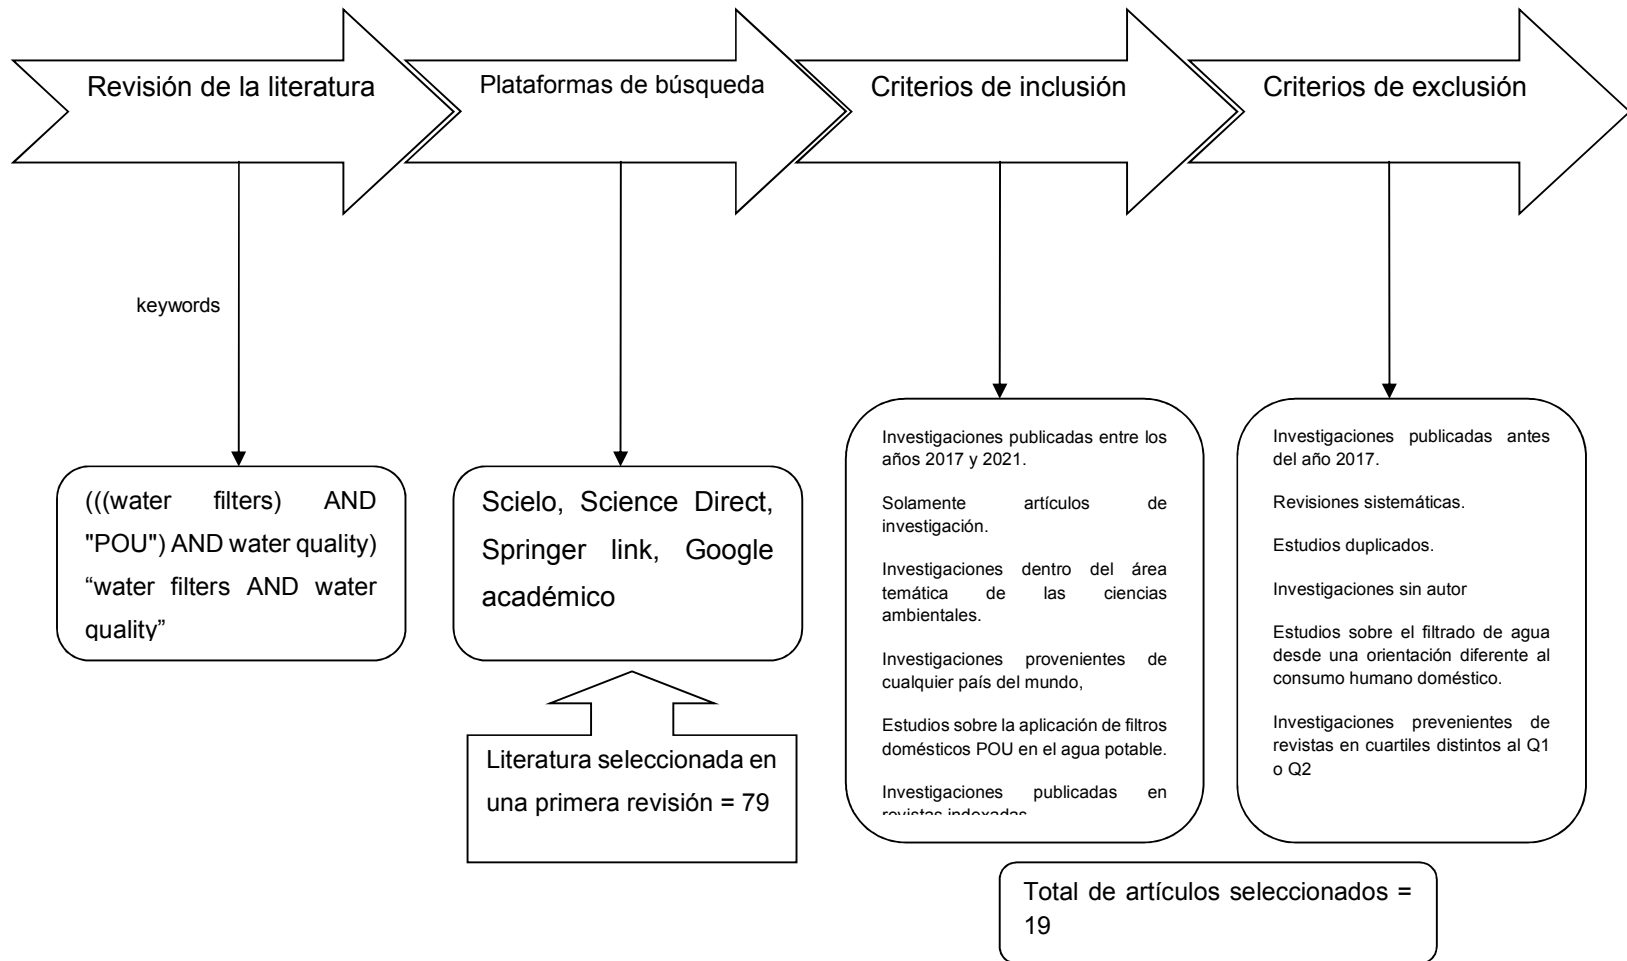 Revisión de la literatura
Plataformas de búsqueda
Criterios de inclusión
Criterios de exclusión
keywords
(((water filters) AND
"POU") AND water quality)
“water filters AND water
quality”
Scielo, Science Direct,
Springer link, Google
académico
Literatura seleccionada en
una primera revisión = 79
Investigaciones publicadas entre los
años 2017 y 2021.
Solamente artículos de
investigación.
Investigaciones dentro del área
temática de las ciencias
ambientales.
Investigaciones provenientes de
cualquier país del mundo,
Estudios sobre la aplicación de filtros
domésticos POU en el agua potable.
Investigaciones publicadas en
revistas indexadas
Investigaciones publicadas antes
del año 2017.
Revisiones sistemáticas.
Estudios duplicados.
Investigaciones sin autor
Estudios sobre el filtrado de agua
desde una orientación diferente al
consumo humano doméstico.
Investigaciones prevenientes de
revistas en cuartiles distintos al Q1
o Q2
Total de artículos seleccionados =
19